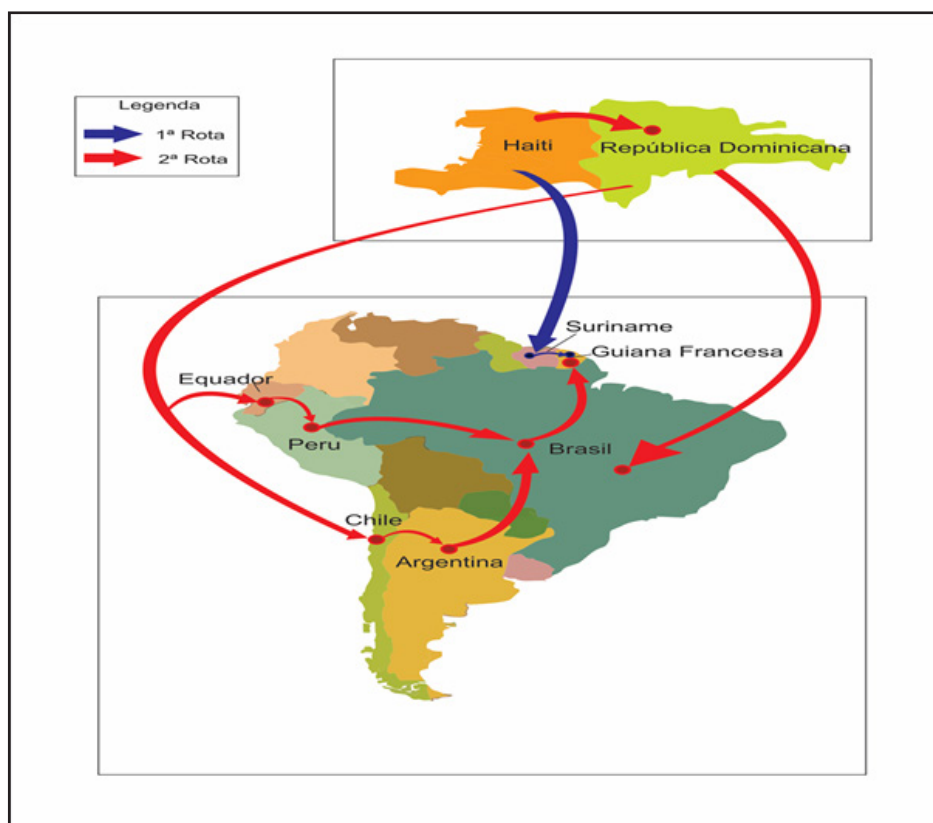 Legenda
1ª Rota
2ª Rota
Haiti
República Dominicana
Suriname
Guiana Francesa
Equador
Peru
Brasil
Chile
Argentina